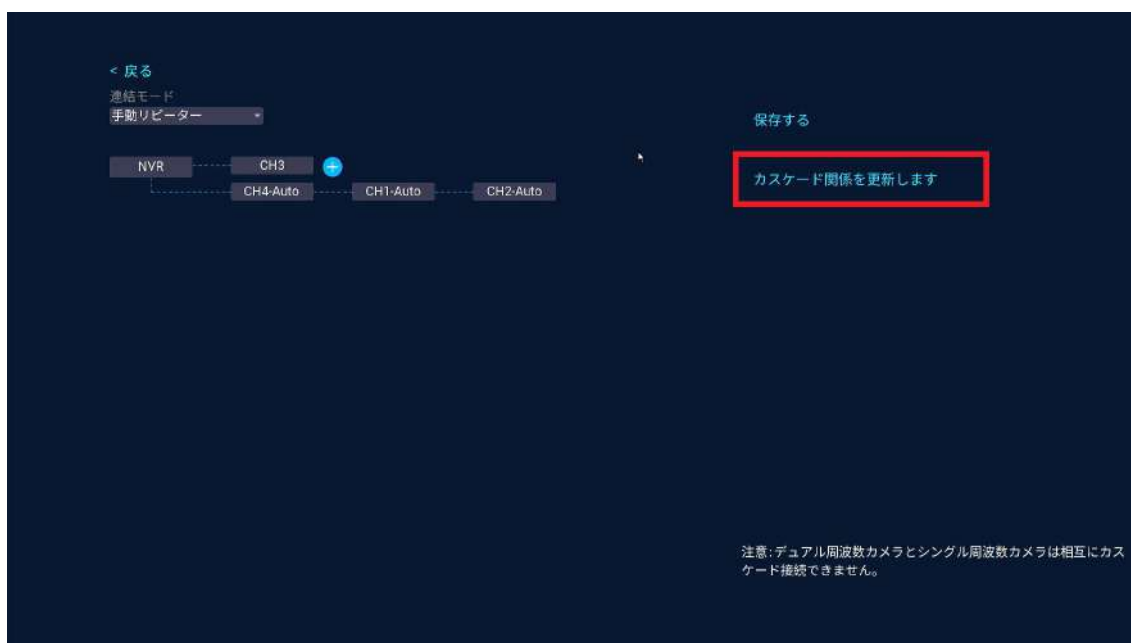 < 戻る
連結モード
手動リピーター
保存する
NVR CH3
カスケード関係を更新します
CH4-Auto CH1-Auto CH2-Auto
注意:デュアル周波数カメラとシングル周波数カメラは相互にカス
ケード接続できません。